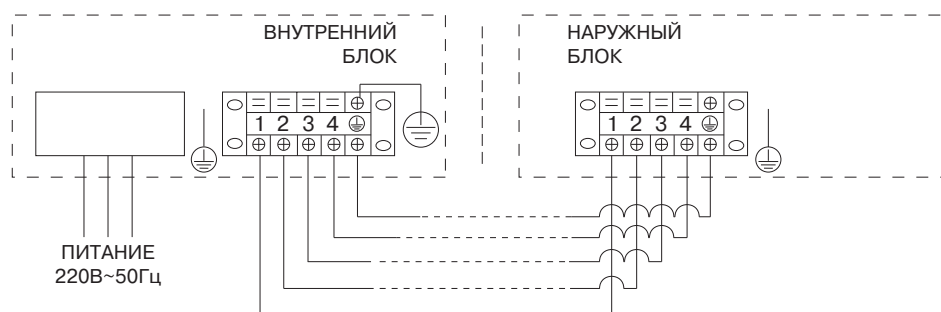 ВНУТРЕННИЙ
БЛОК
НАРУЖНЫЙ
БЛОК
1 2 3 4
1 2 3 4
ПИТАНИЕ
220В~50Гц